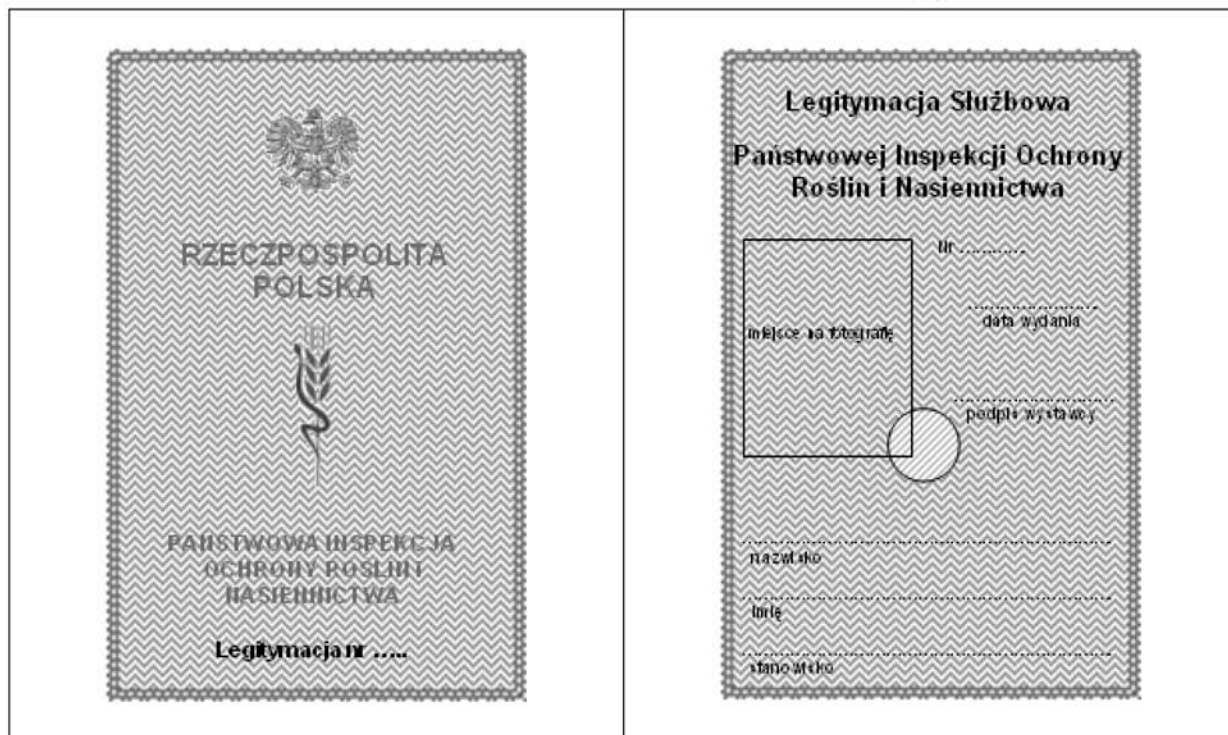 RZECZPOSPOLITA
POLSKA
PAŃSTWOWA INSPEKCJA
OCHRONY ROŚLIN I
NASIENNICTWA
Legitymacja nr .....
Legitymacja Służbowa
Państwowej Inspekcji Ochrony
Roślin i Nasiennictwa
Nr ............
miejsce na fotografię
data wydania
podpis wystawcy
nazwisko
imię
stanowisko